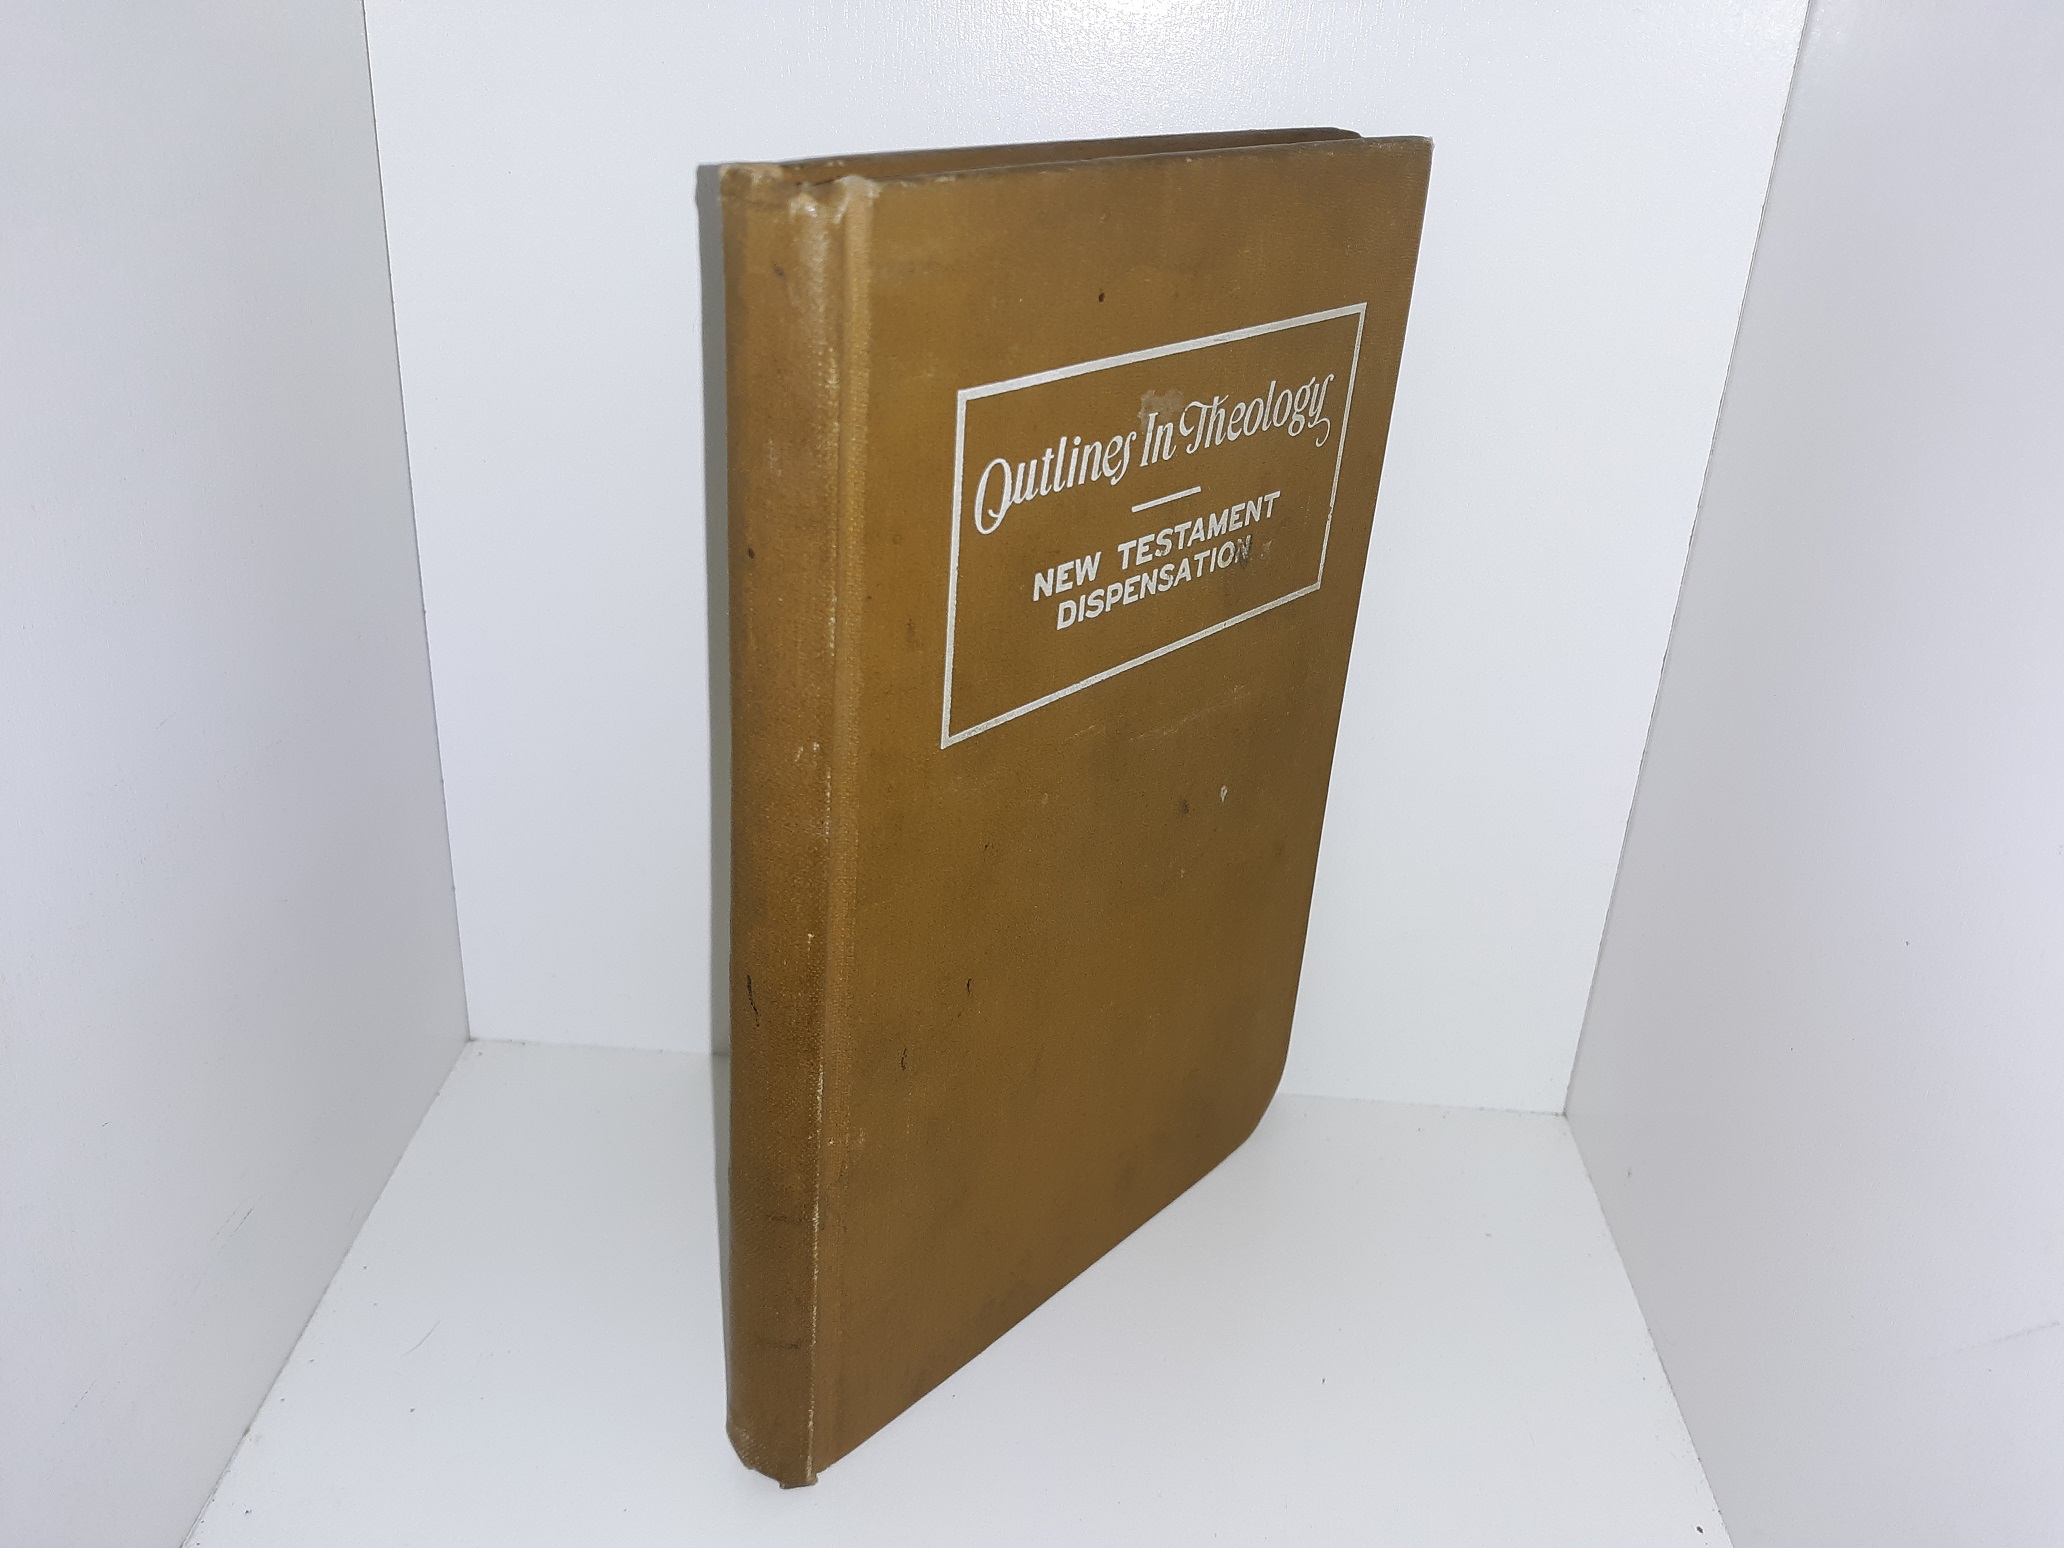 Outlines In Theology
NEW TESTAMENT
DISPENSATION